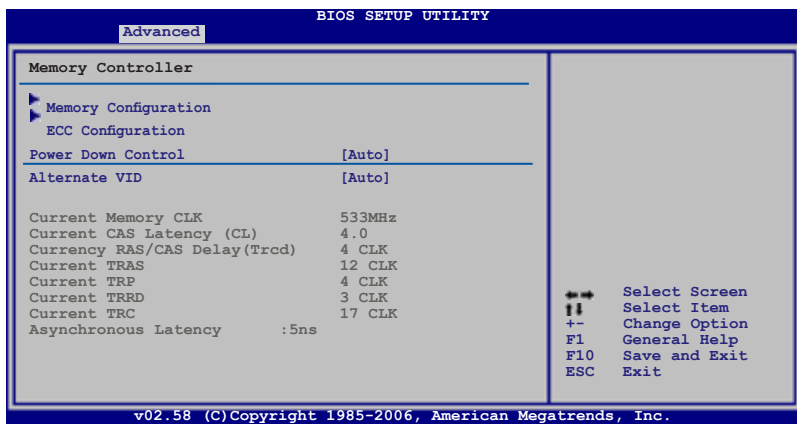 BIOS SETUP UTILITY
Advanced
Memory Controller
Memory Configuration
ECC Configuration
Power Down Control [Auto]
Alternate VID [Auto]
Current Memory CLK 533MHz
Current CAS Latency (CL) 4.0
Currency RAS/CAS Delay(Trcd) 4 CLK
Current TRAS 12 CLK
Current TRP 4 CLK
Current TRRD 3 CLK
Current TRC 17 CLK
Asynchronous Latency :5ns
Select Screen
Select Item
+- Change Option
F1 General Help
F10 Save and Exit
ESC Exit
v02.58 (C)Copyright 1985-2006, American Megatrends, Inc.